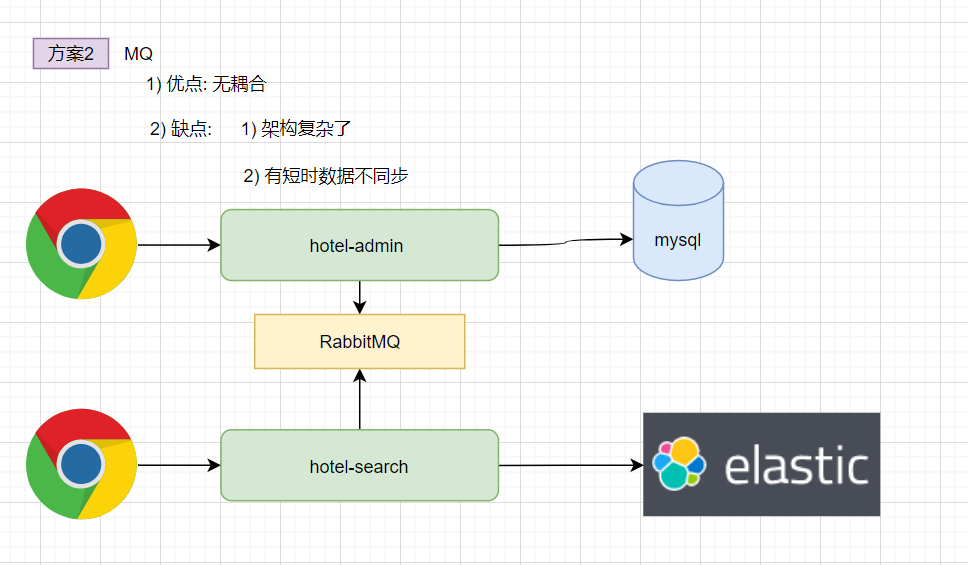 方案2 MQ
1) 优点: 无耦合
2) 缺点: 1) 架构复杂了
2) 有短时数据不同步
hotel-admin
mysql
RabbitMQ
hotel-search
elastic